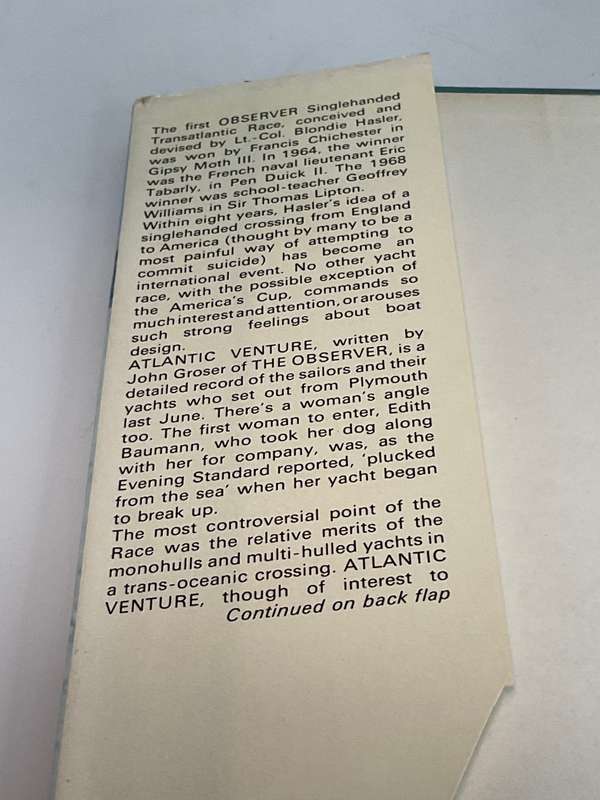 The first OBSERVER Singlehanded
Transatlantic Race, conceived and
devised by Lt.-Col. Blondie Hasler,
was won by Francis Chichester in
Gipsy Moth III. In 1964, the winner
was the French naval lieutenant Eric
Tabarly, in Pen Duick II. The 1968
winner was school-teacher Geoffrey
Williams in Sir Thomas Lipton.
Within eight years, Hasler's idea of a
singlehanded crossing from England
to America (thought by many to be a
most painful way of attempting to
commit suicide) has become an
international event. No other yacht
race, with the possible exception of
the America's Cup, commands so
much interest and attention, or arouses
such strong feelings about boat
design.
ATLANTIC VENTURE, written by
John Groser of THE OBSERVER, is a
detailed record of the sailors and their
yachts who set out from Plymouth
last June. There's a woman's angle
too. The first woman to enter, Edith
Baumann, who took her dog along
with her for company, was, as the
Evening Standard reported, 'plucked
from the sea' when her yacht began
to break up.
The most controversial point of the
Race was the relative merits of the
monohulls and multi-hulled yachts in
a trans-oceanic crossing. ATLANTIC
VENTURE, though of interest to
Continued on back flap